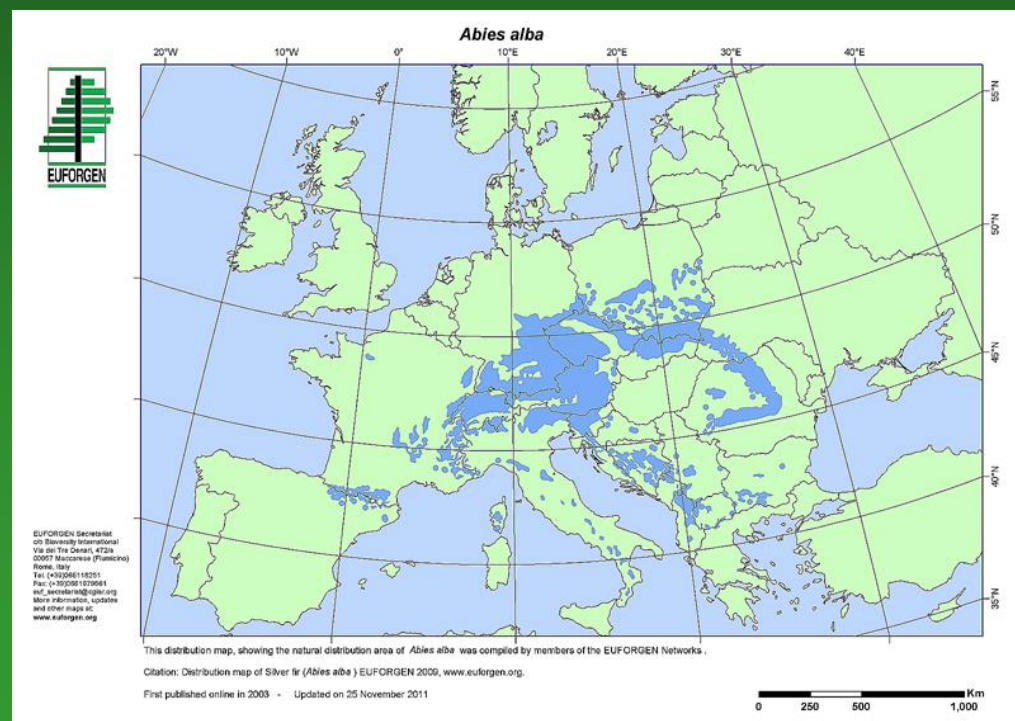 Abies alba
20°W 10°W 0° 10°E 20°E 30°E 40°E
55°N
50°N
45°N
40°N
35°N
EUFORGEN
EUFORGEN Secretariat
c/o Bioversity International
Via dei Tre Denari, 472/a
00057 Maccarese (Fiumicino)
Rome, Italy
Tel. (+39)066118251
Fax: (+39)0661979661
euf_secretariat@cgiar.org
More information, updates
and other maps at:
www.euforgen.org
This distribution map, showing the natural distribution area of Abies alba was compiled by members of the EUFORGEN Networks .
Citation: Distribution map of Silver fir (Abies alba ) EUFORGEN 2009, www.euforgen.org.
First published online in 2003 - Updated on 25 November 2011
Km
0 250 500 1,000